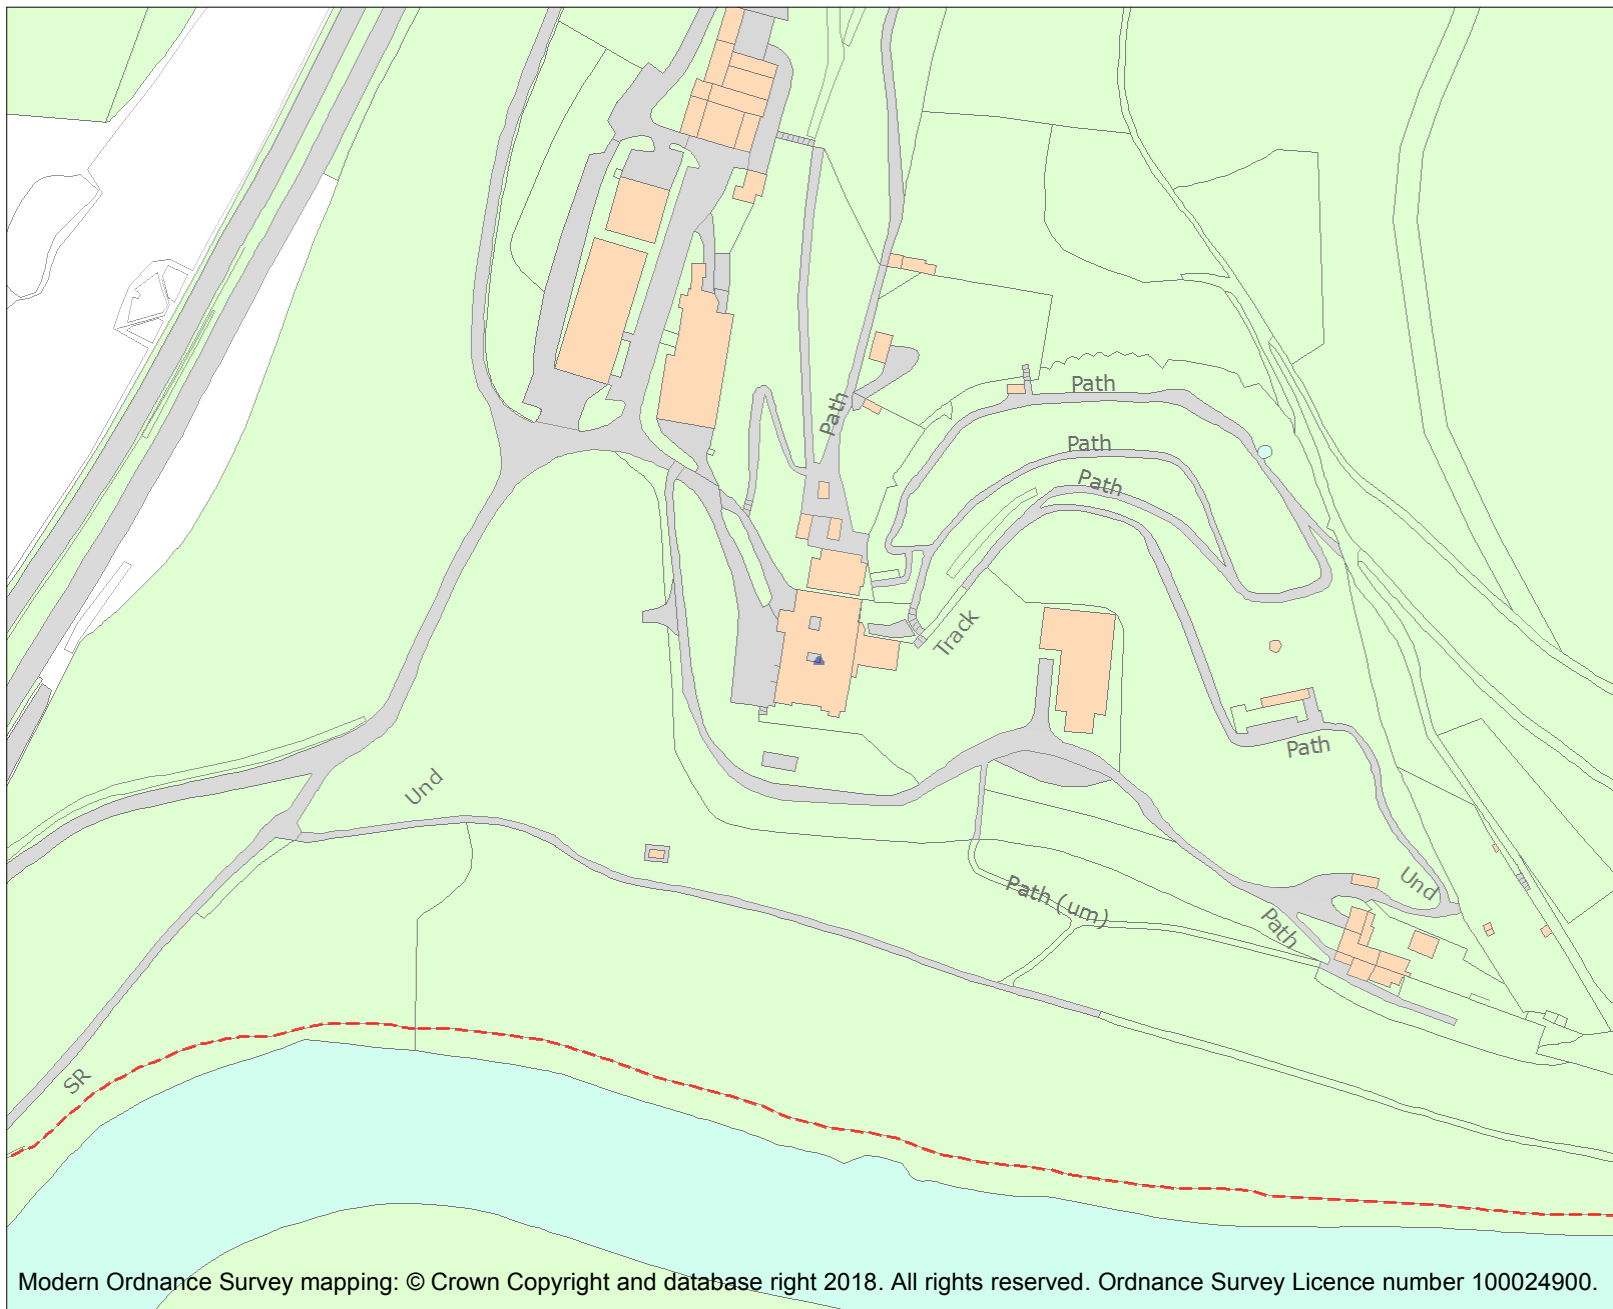 Path
Path
Path
Path
Track
Path
Und
Und
Path (um)
Path
SR
Modern Ordnance Survey mapping: © Crown Copyright and database right 2018. All rights reserved. Ordnance Survey Licence number 100024900.